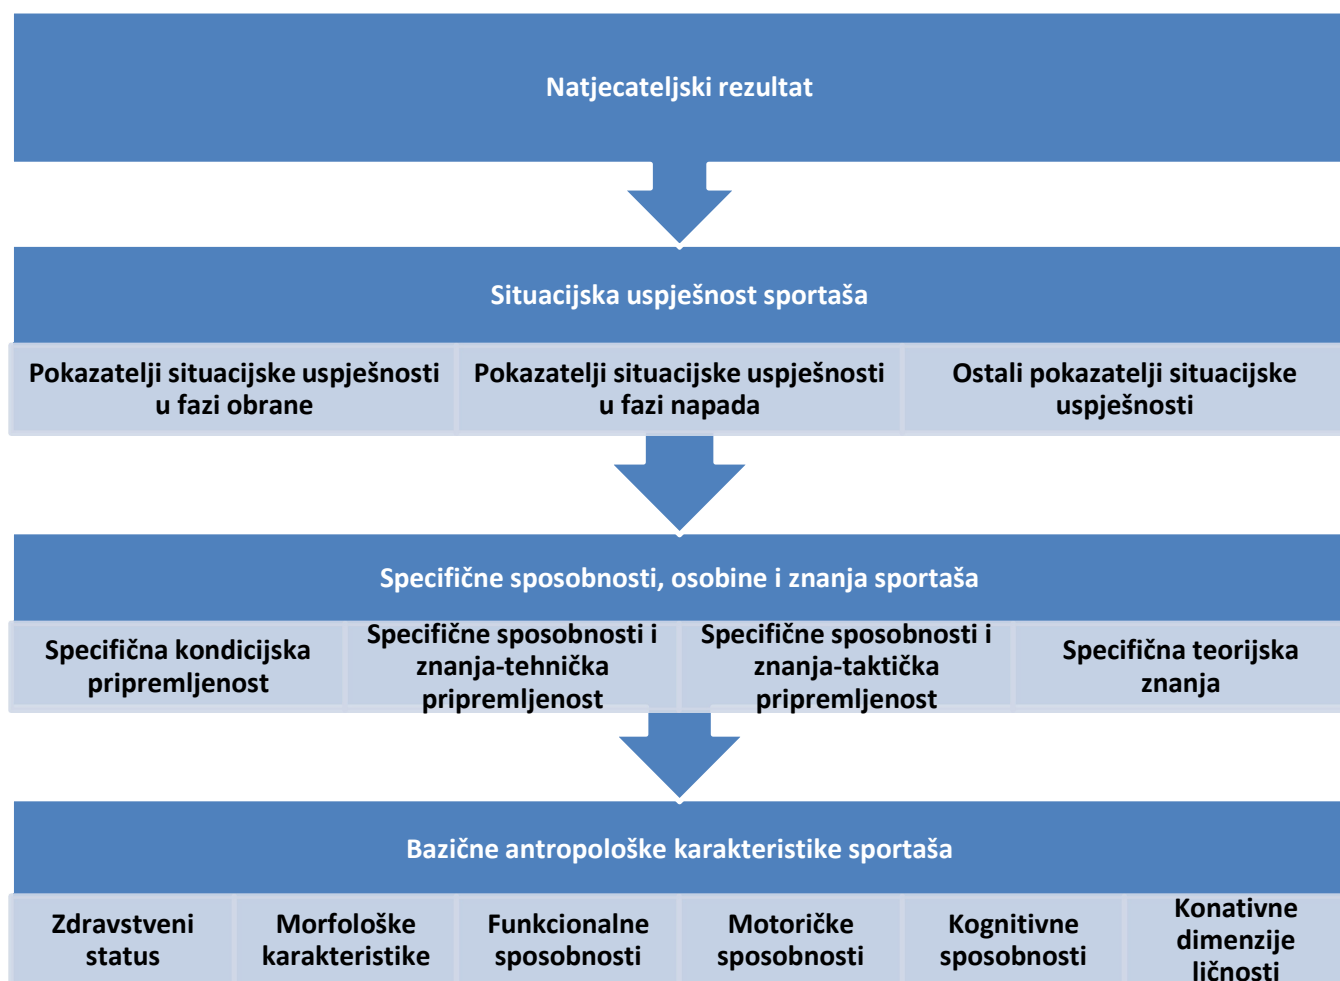 Natjecateljski rezultat
Situacijska uspješnost sportaša
Pokazatelji situacijske uspješnosti
u fazi obrane
Pokazatelji situacijske uspješnosti
u fazi napada
Ostali pokazatelji situacijske
uspješnosti
Specifične sposobnosti, osobine i znanja sportaša
Specifična kondicijska
pripremljenost
Specifične sposobnosti i
znanja-tehnička
pripremljenost
Specifične sposobnosti i
znanja-taktička
pripremljenost
Specifična teorijska
znanja
Bazične antropološke karakteristike sportaša
Zdravstveni
status
Morfološke
karakteristike
Funkcionalne
sposobnosti
Motoričke
sposobnosti
Kognitivne
sposobnosti
Konativne
dimenzije
ličnosti